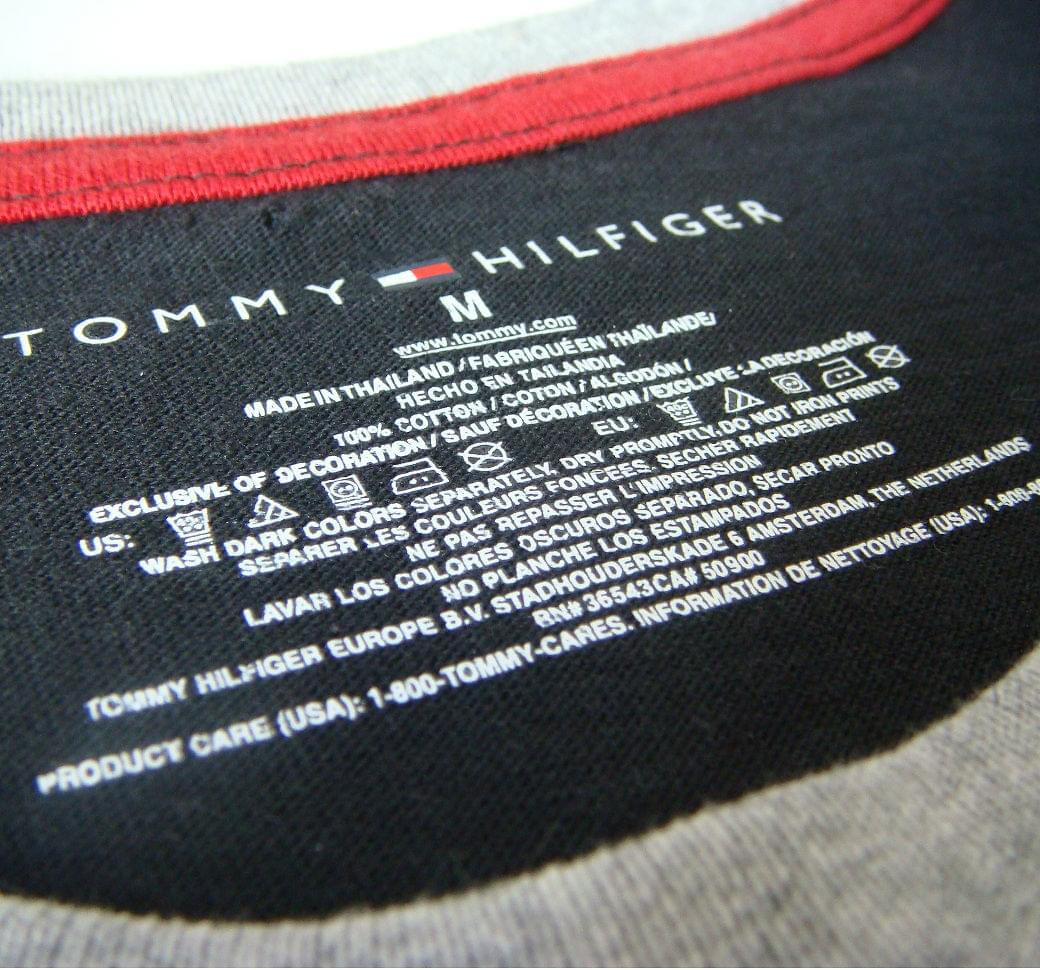 TOMMY HILFIGER
M
www.tommy.com
MADE IN THAILAND / FABRIQUÉ EN THAÏLANDE/
HECHO EN TAILANDIA
100% COTTON / COTON / ALGODÓN /
EXCLUSIVE OF DECORATION / SAUF DÉCORATION / EXCLUYE LA DECORACIÓN
US: EU:
WASH DARK COLORS SEPARATELY. DRY PROMPTLY. DO NOT IRON PRINTS
SEPARER LES COULEURS FONCEES. SECHER RAPIDEMENT
NE PAS REPASSER L'IMPRESSION
LAVAR LOS COLORES OSCUROS SEPARADO, SECAR PRONTO
NO PLANCHE LOS ESTAMPADOS
TOMMY HILFIGER EUROPE B.V. STADHOUDERSKADE 6 AMSTERDAM, THE NETHERLANDS
RN# 36543 CA# 50900
PRODUCT CARE (USA): 1-800-TOMMY-CARES. INFORMATION DE NETTOYAGE (USA): 1-800-